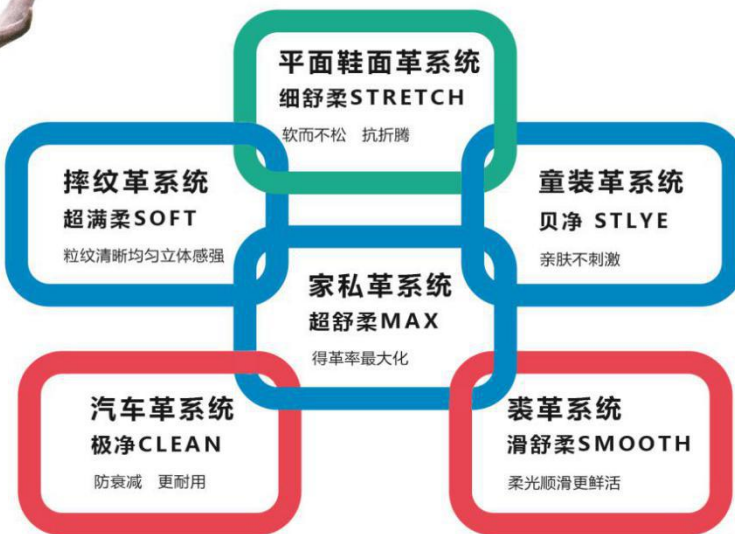 平面鞋面革系统
细舒柔STRETCH
软而不松 抗折腾
摔纹革系统
超满柔SOFT
粒纹清晰均匀立体感强
童装革系统
贝净 STLYE
亲肤不刺激
家私革系统
超舒柔MAX
得革率最大化
汽车革系统
极净CLEAN
防衰减 更耐用
裘革系统
滑舒柔SMOOTH
柔光顺滑更鲜活